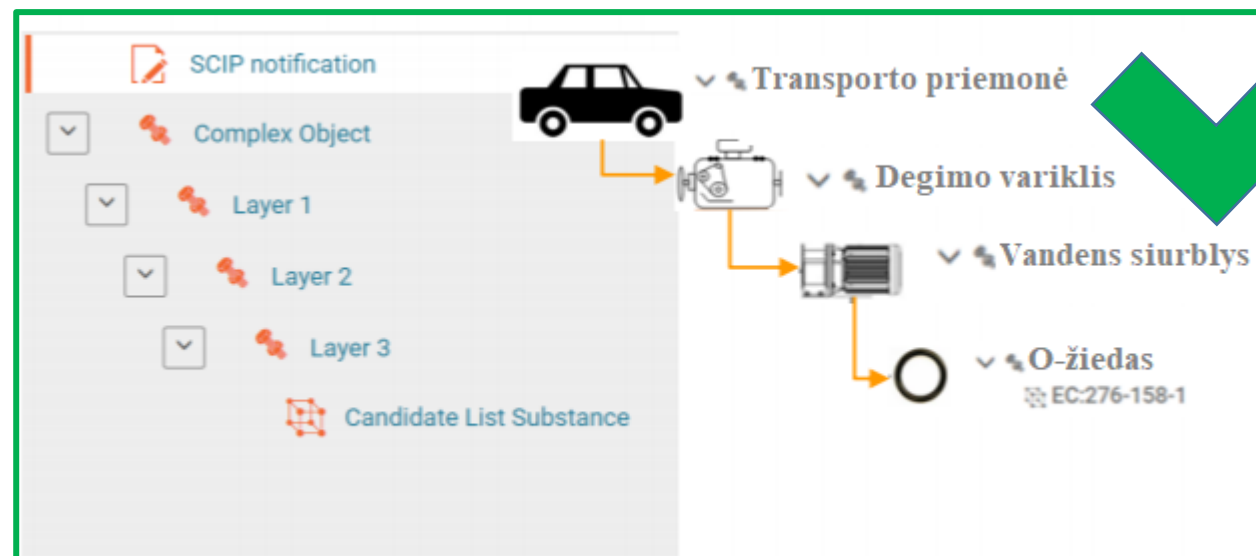 SCIP notification
Complex Object
Layer 1
Layer 2
Layer 3
Candidate List Substance
Transporto priemonė
Degimo variklis
Vandens siurblys
O-žiedas
EC:276-158-1